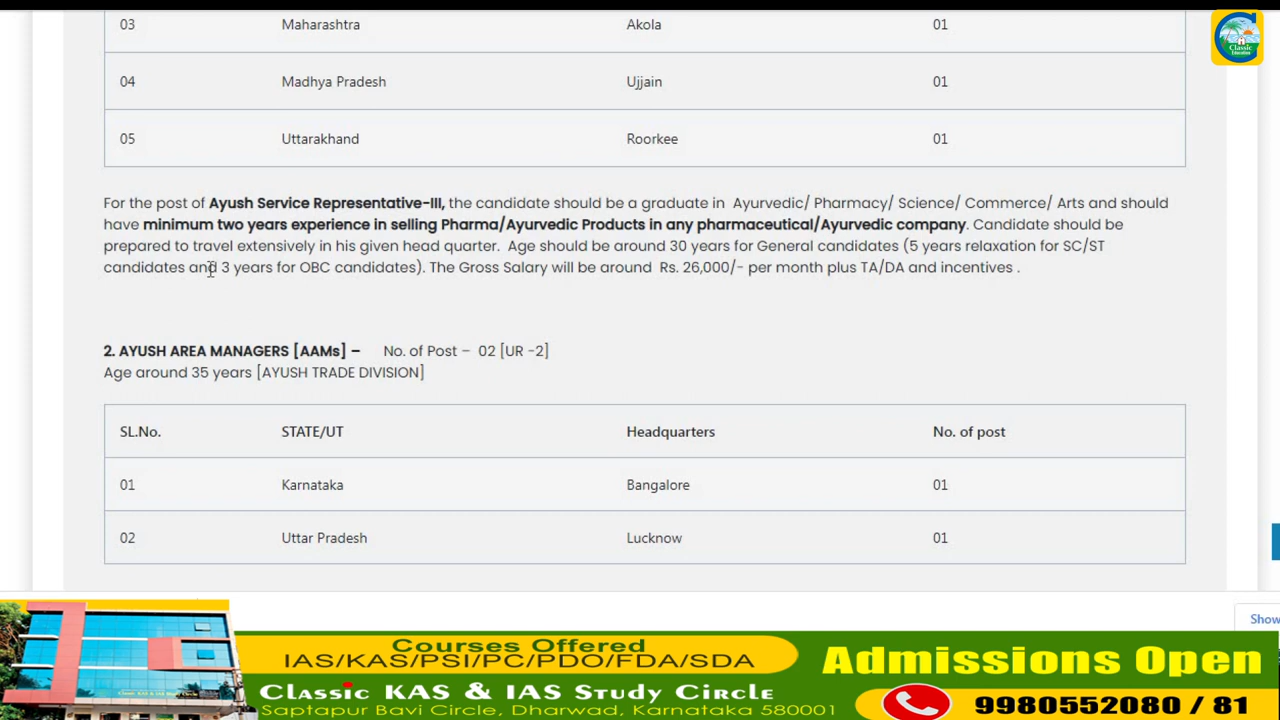 03 Maharashtra Akola 01
Classic
Education
04 Madhya Pradesh Ujjain 01
05 Uttarakhand Roorkee 01
For the post of Ayush Service Representative-III, the candidate should be a graduate in Ayurvedic/ Pharmacy/ Science/ Commerce/ Arts and should
have minimum two years experience in selling Pharma/Ayurvedic Products in any pharmaceutical/Ayurvedic company. Candidate should be
prepared to travel extensively in his given head quarter. Age should be around 30 years for General candidates (5 years relaxation for SC/ST
candidates and 3 years for OBC candidates). The Gross Salary will be around Rs. 26,000/- per month plus TA/DA and incentives .
2. AYUSH AREA MANAGERS [AAMs] – No. of Post – 02 [UR -2]
Age around 35 years [AYUSH TRADE DIVISION]
SL.No. STATE/UT Headquarters No. of post
01 Karnataka Bangalore 01
02 Uttar Pradesh Lucknow 01
Show
Courses Offered
IAS/KAS/PSI/PC/PDO/FDA/SDA
Classic KAS & IAS Study Circle
Saptapur Bavi Circle, Dharwad, Karnataka 580001
Admissions Open
9980552080 / 81